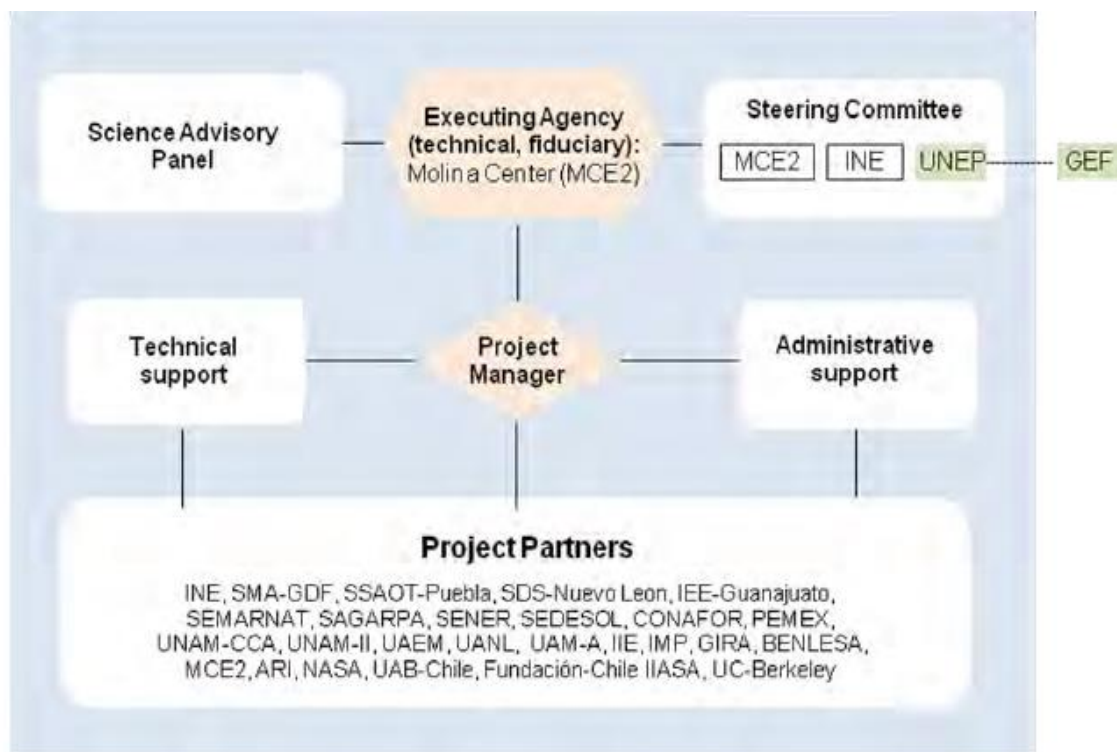 Science Advisory
Panel
Executing Agency
(technical, fiduciary):
Molina Center (MCE2)
Steering Committee
MCE2 INE UNEP GEF
Technical
support
Project
Manager
Administrative
support
Project Partners
INE, SMA-GDF, SSAOT-Puebla, SDS-Nuevo Leon, IEE-Guanajuato,
SEMARNAT, SAGARPA, SENER, SEDESOL, CONAFOR, PEMEX,
UNAM-CCA, UNAM-II, UAEM, UANL, UAM-A, IIE, IMP, GIRA, BENLESA,
MCE2, ARI, NASA, UAB-Chile, Fundación-Chile IIASA, UC-Berkeley